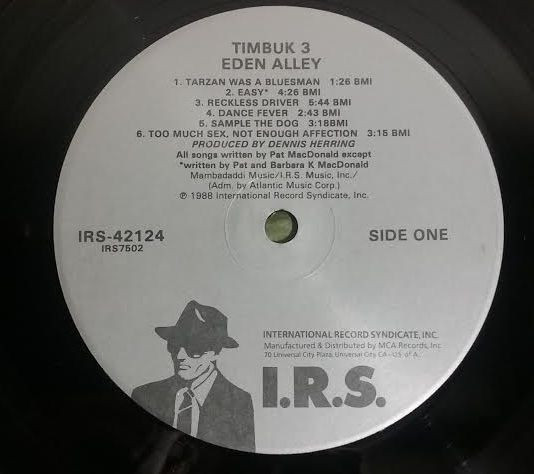 TIMBUK 3
EDEN ALLEY
1. TARZAN WAS A BLUESMAN 1:26 BMI
2. EASY* 4:26 BMI
3. RECKLESS DRIVER 5:44 BMI
4. DANCE FEVER 2:43 BMI
5. SAMPLE THE DOG 3:18BMI
6. TOO MUCH SEX, NOT ENOUGH AFFECTION 3:15 BMI
PRODUCED BY DENNIS HERRING
All songs written by Pat MacDonald except
*written by Pat and Barbara K MacDonald
Mambadaddi Music/I.R.S. Music, Inc./
(Adm. by Atlantic Music Corp.)
℗ 1988 International Record Syndicate, Inc.
IRS-42124
IRS7502
SIDE ONE
INTERNATIONAL RECORD SYNDICATE, INC.
Manufactured & Distributed by MCA Records, Inc
70 Universal City Plaza, Universal City CA - U.S. of A.
I.R.S.